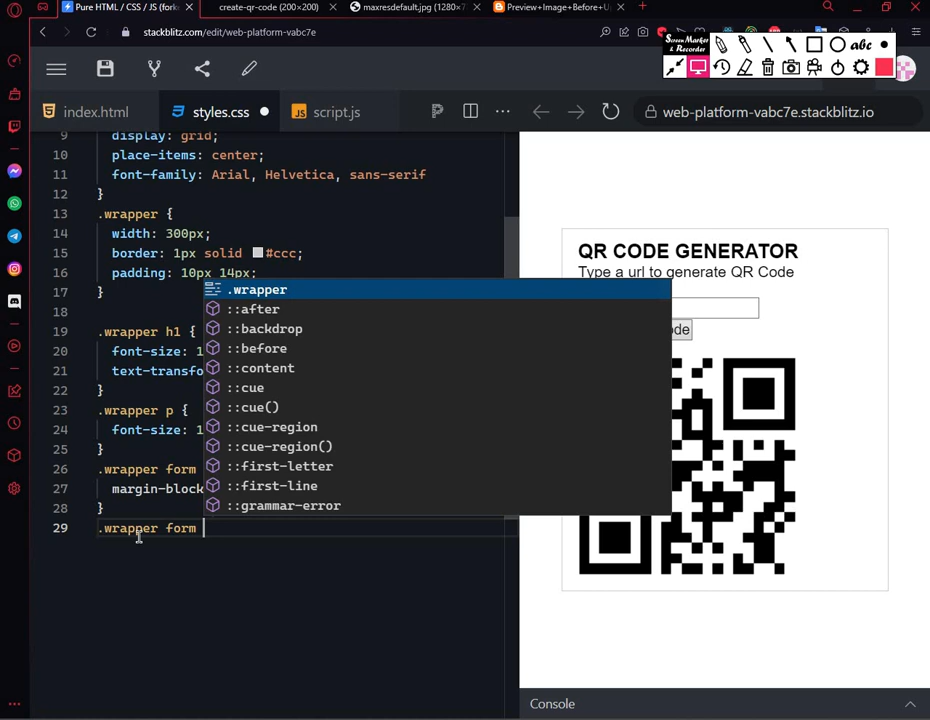 Pure HTML / CSS / JS (fork
create-qr-code (200×200)
maxresdefault.jpg (1280×7
Preview+Image+Before+U
stackblitz.com/edit/web-platform-vabc7e
Screen Marker
& Recorder
abc
index.html
styles.css
JS script.js
web-platform-vabc7e.stackblitz.io
9 display: grid;
10 place-items: center;
11 font-family: Arial, Helvetica, sans-serif
12 }
13 .wrapper {
14 width: 300px;
15 border: 1px solid #ccc;
16 padding: 10px 14px;
17 }
18
19 .wrapper h1 {
20 font-size: 1
21 text-transfo
22 }
23 .wrapper p {
24 font-size: 1
25 }
26 .wrapper form
27 margin-block
28 }
29 .wrapper form
.wrapper
::after
::backdrop
::before
::content
::cue
::cue()
::cue-region
::cue-region()
::first-letter
::first-line
::grammar-error
QR CODE GENERATOR
Type a url to generate QR Code
de
Console